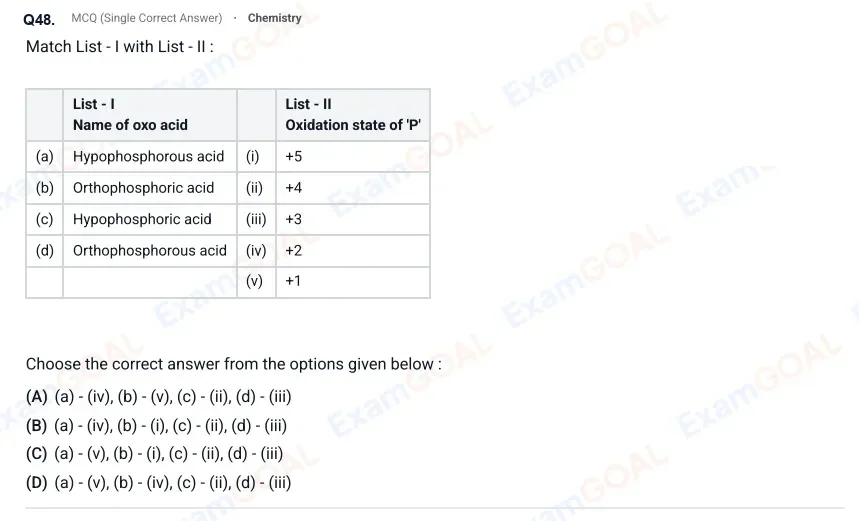 Q48. MCQ (Single Correct Answer) · Chemistry
Match List - I with List - II :
List - I List - II
Name of oxo acid Oxidation state of 'P'
(a) Hypophosphorous acid (i) +5
(b) Orthophosphoric acid (ii) +4
(c) Hypophosphoric acid (iii) +3
(d) Orthophosphorous acid (iv) +2
(v) +1
Choose the correct answer from the options given below :
(A) (a) - (iv), (b) - (v), (c) - (ii), (d) - (iii)
(B) (a) - (iv), (b) - (i), (c) - (ii), (d) - (iii)
(C) (a) - (v), (b) - (i), (c) - (ii), (d) - (iii)
(D) (a) - (v), (b) - (iv), (c) - (ii), (d) - (iii)
ExamGOAL